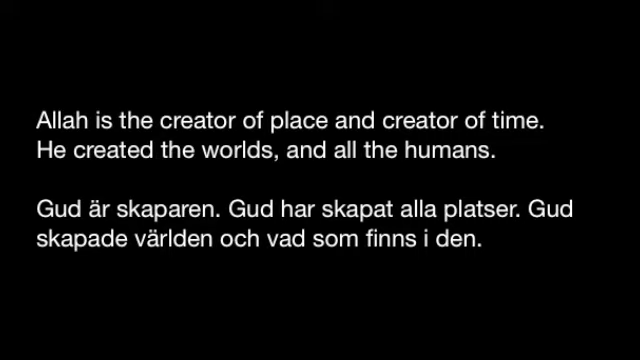 Allah is the creator of place and creator of time.
He created the worlds, and all the humans.
Gud är skaparen. Gud har skapat alla platser. Gud
skapade världen och vad som finns i den.